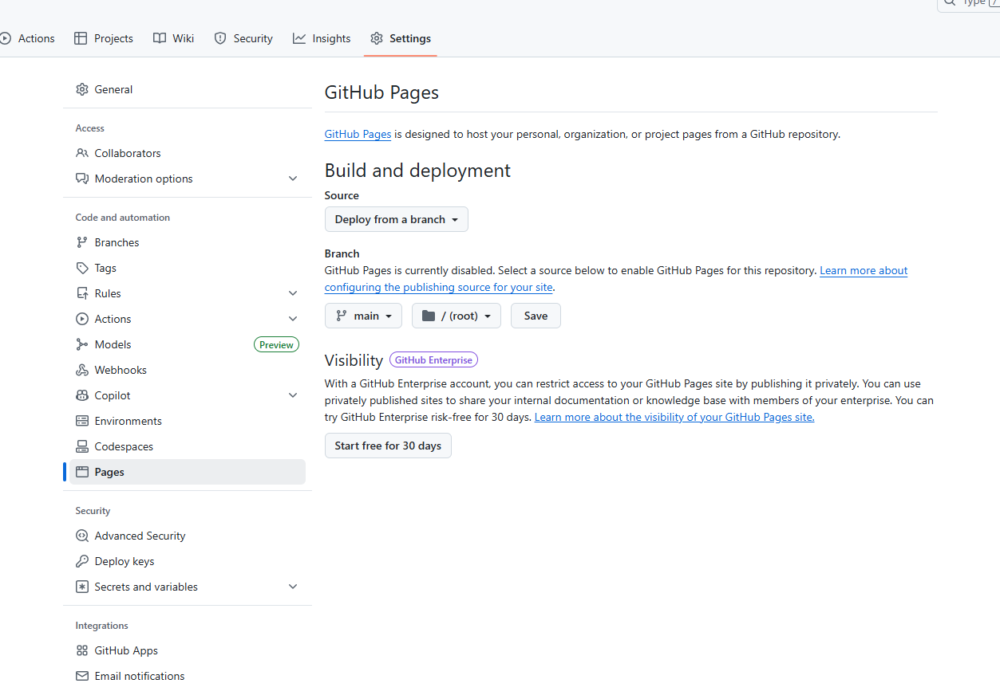 Type /
Actions
Projects
Wiki
Security
Insights
Settings
General
Access
Collaborators
Moderation options
Code and automation
Branches
Tags
Rules
Actions
Models
Preview
Webhooks
Copilot
Environments
Codespaces
Pages
Security
Advanced Security
Deploy keys
Secrets and variables
Integrations
GitHub Apps
Email notifications
GitHub Pages
GitHub Pages is designed to host your personal, organization, or project pages from a GitHub repository.
Build and deployment
Source
Deploy from a branch
Branch
GitHub Pages is currently disabled. Select a source below to enable GitHub Pages for this repository. Learn more about
configuring the publishing source for your site.
main
/ (root)
Save
Visibility GitHub Enterprise
With a GitHub Enterprise account, you can restrict access to your GitHub Pages site by publishing it privately. You can use
privately published sites to share your internal documentation or knowledge base with members of your enterprise. You can
try GitHub Enterprise risk-free for 30 days. Learn more about the visibility of your GitHub Pages site.
Start free for 30 days